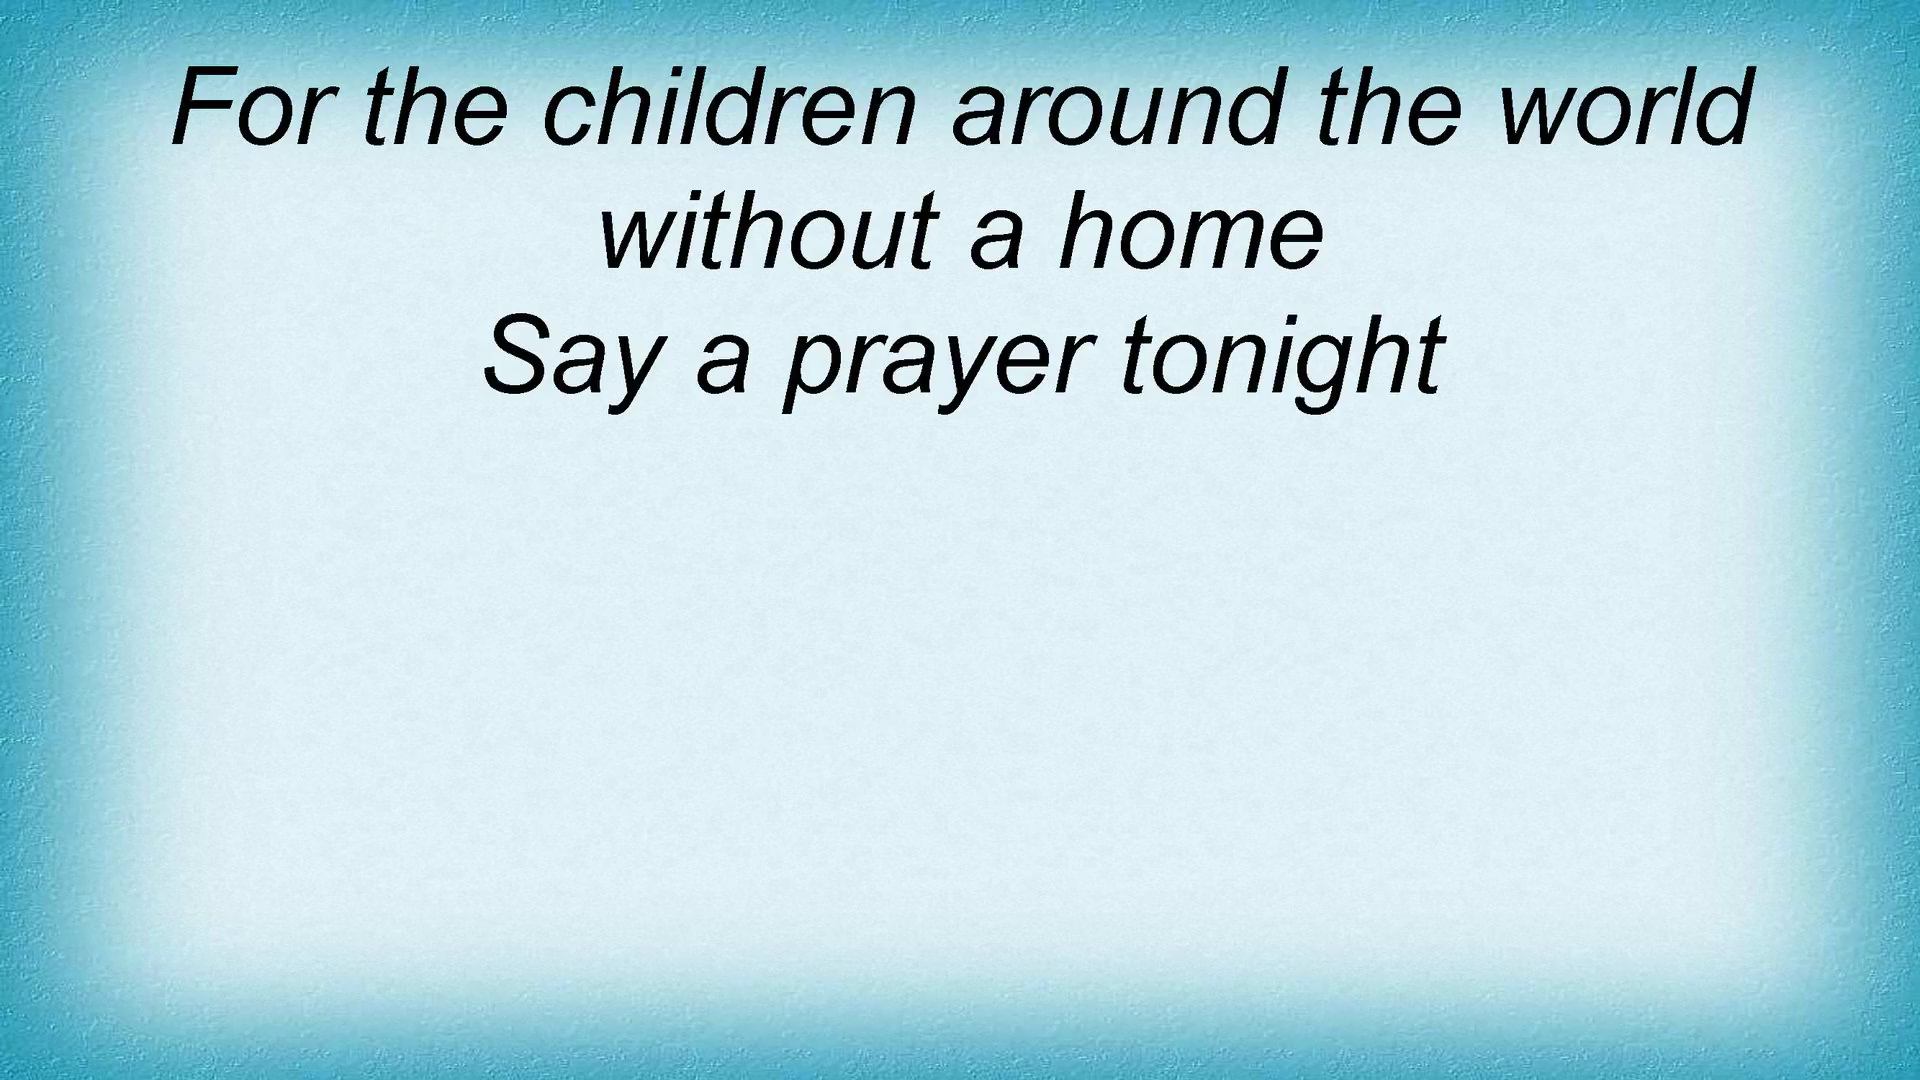 For the children around the world
without a home
Say a prayer tonight